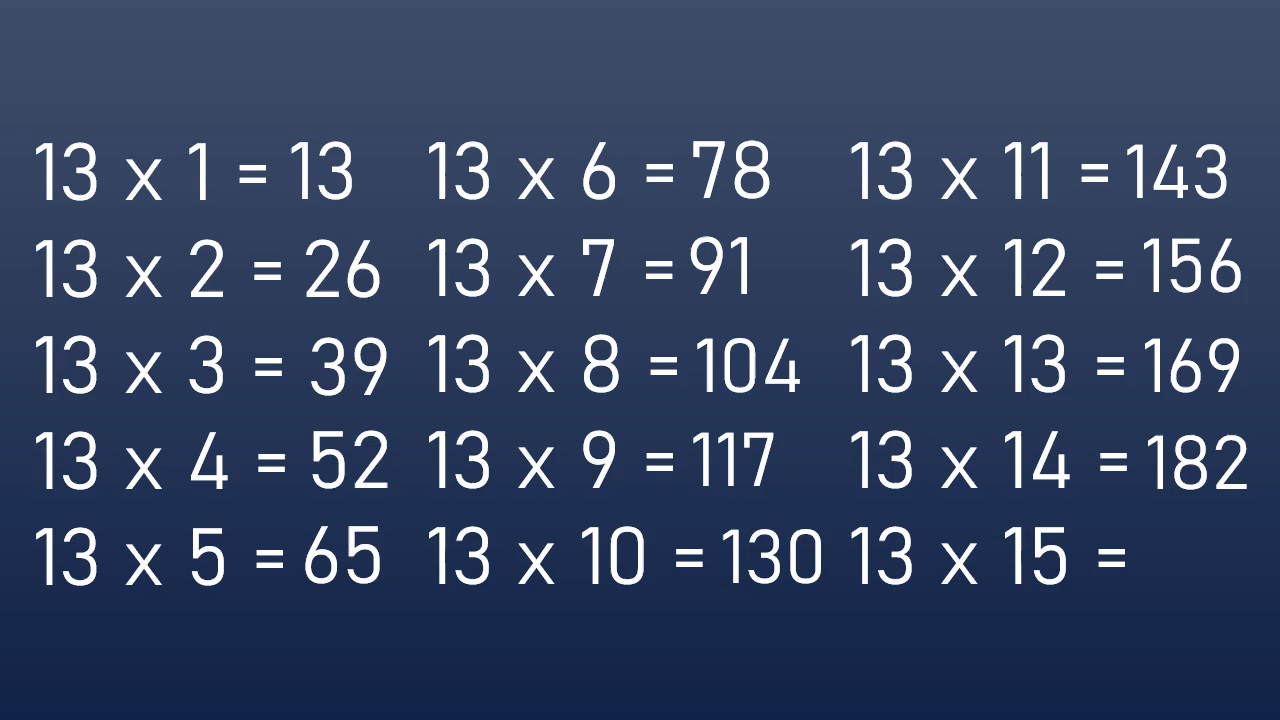 13 x 1 = 13
13 x 2 = 26
13 x 3 = 39
13 x 4 = 52
13 x 5 = 65
13 x 6 = 78
13 x 7 = 91
13 x 8 = 104
13 x 9 = 117
13 x 10 = 130
13 x 11 = 143
13 x 12 = 156
13 x 13 = 169
13 x 14 = 182
13 x 15 =